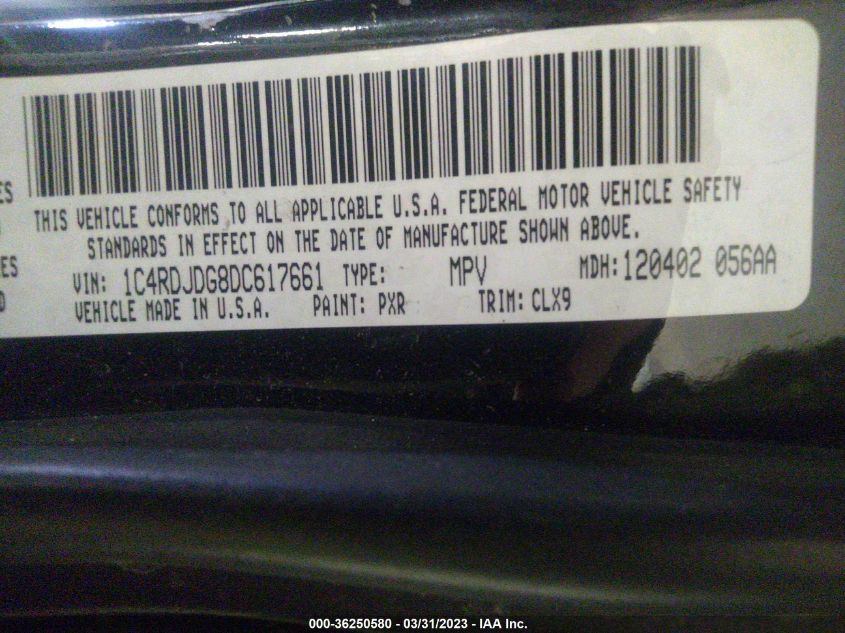 ES
THIS VEHICLE CONFORMS TO ALL APPLICABLE U.S.A. FEDERAL MOTOR VEHICLE SAFETY
STANDARDS IN EFFECT ON THE DATE OF MANUFACTURE SHOWN ABOVE.
ES
VIN: 1C4RDJDG8DC617661 TYPE: MPV MDH:120402 056AA
VEHICLE MADE IN U.S.A. PAINT: PXR TRIM: CLX9
000-36250580 - 03/31/2023 - IAA Inc.